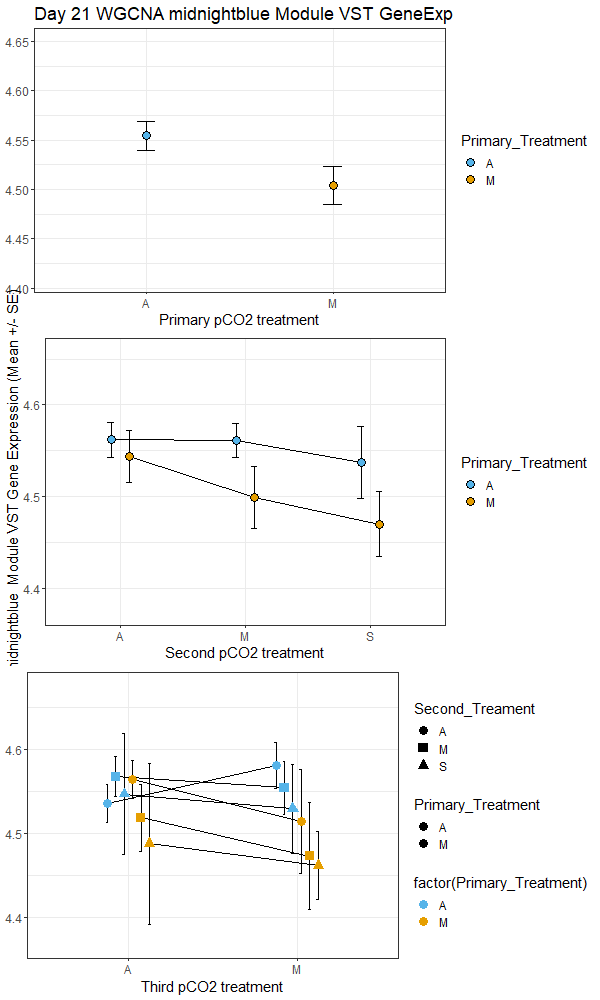 Day 21 WGCNA midnightblue Module VST GeneExp
4.65
4.60
4.55
4.50
4.45
4.40
A
M
Primary pCO2 treatment
Primary_Treatment
A
M
midnightblue Module VST Gene Expression (Mean +/- SE)
4.6
4.5
4.4
A
M
S
Second pCO2 treatment
Primary_Treatment
A
M
4.6
4.5
4.4
A
M
Third pCO2 treatment
Second_Treament
A
M
S
Primary_Treatment
A
M
factor(Primary_Treatment)
A
M